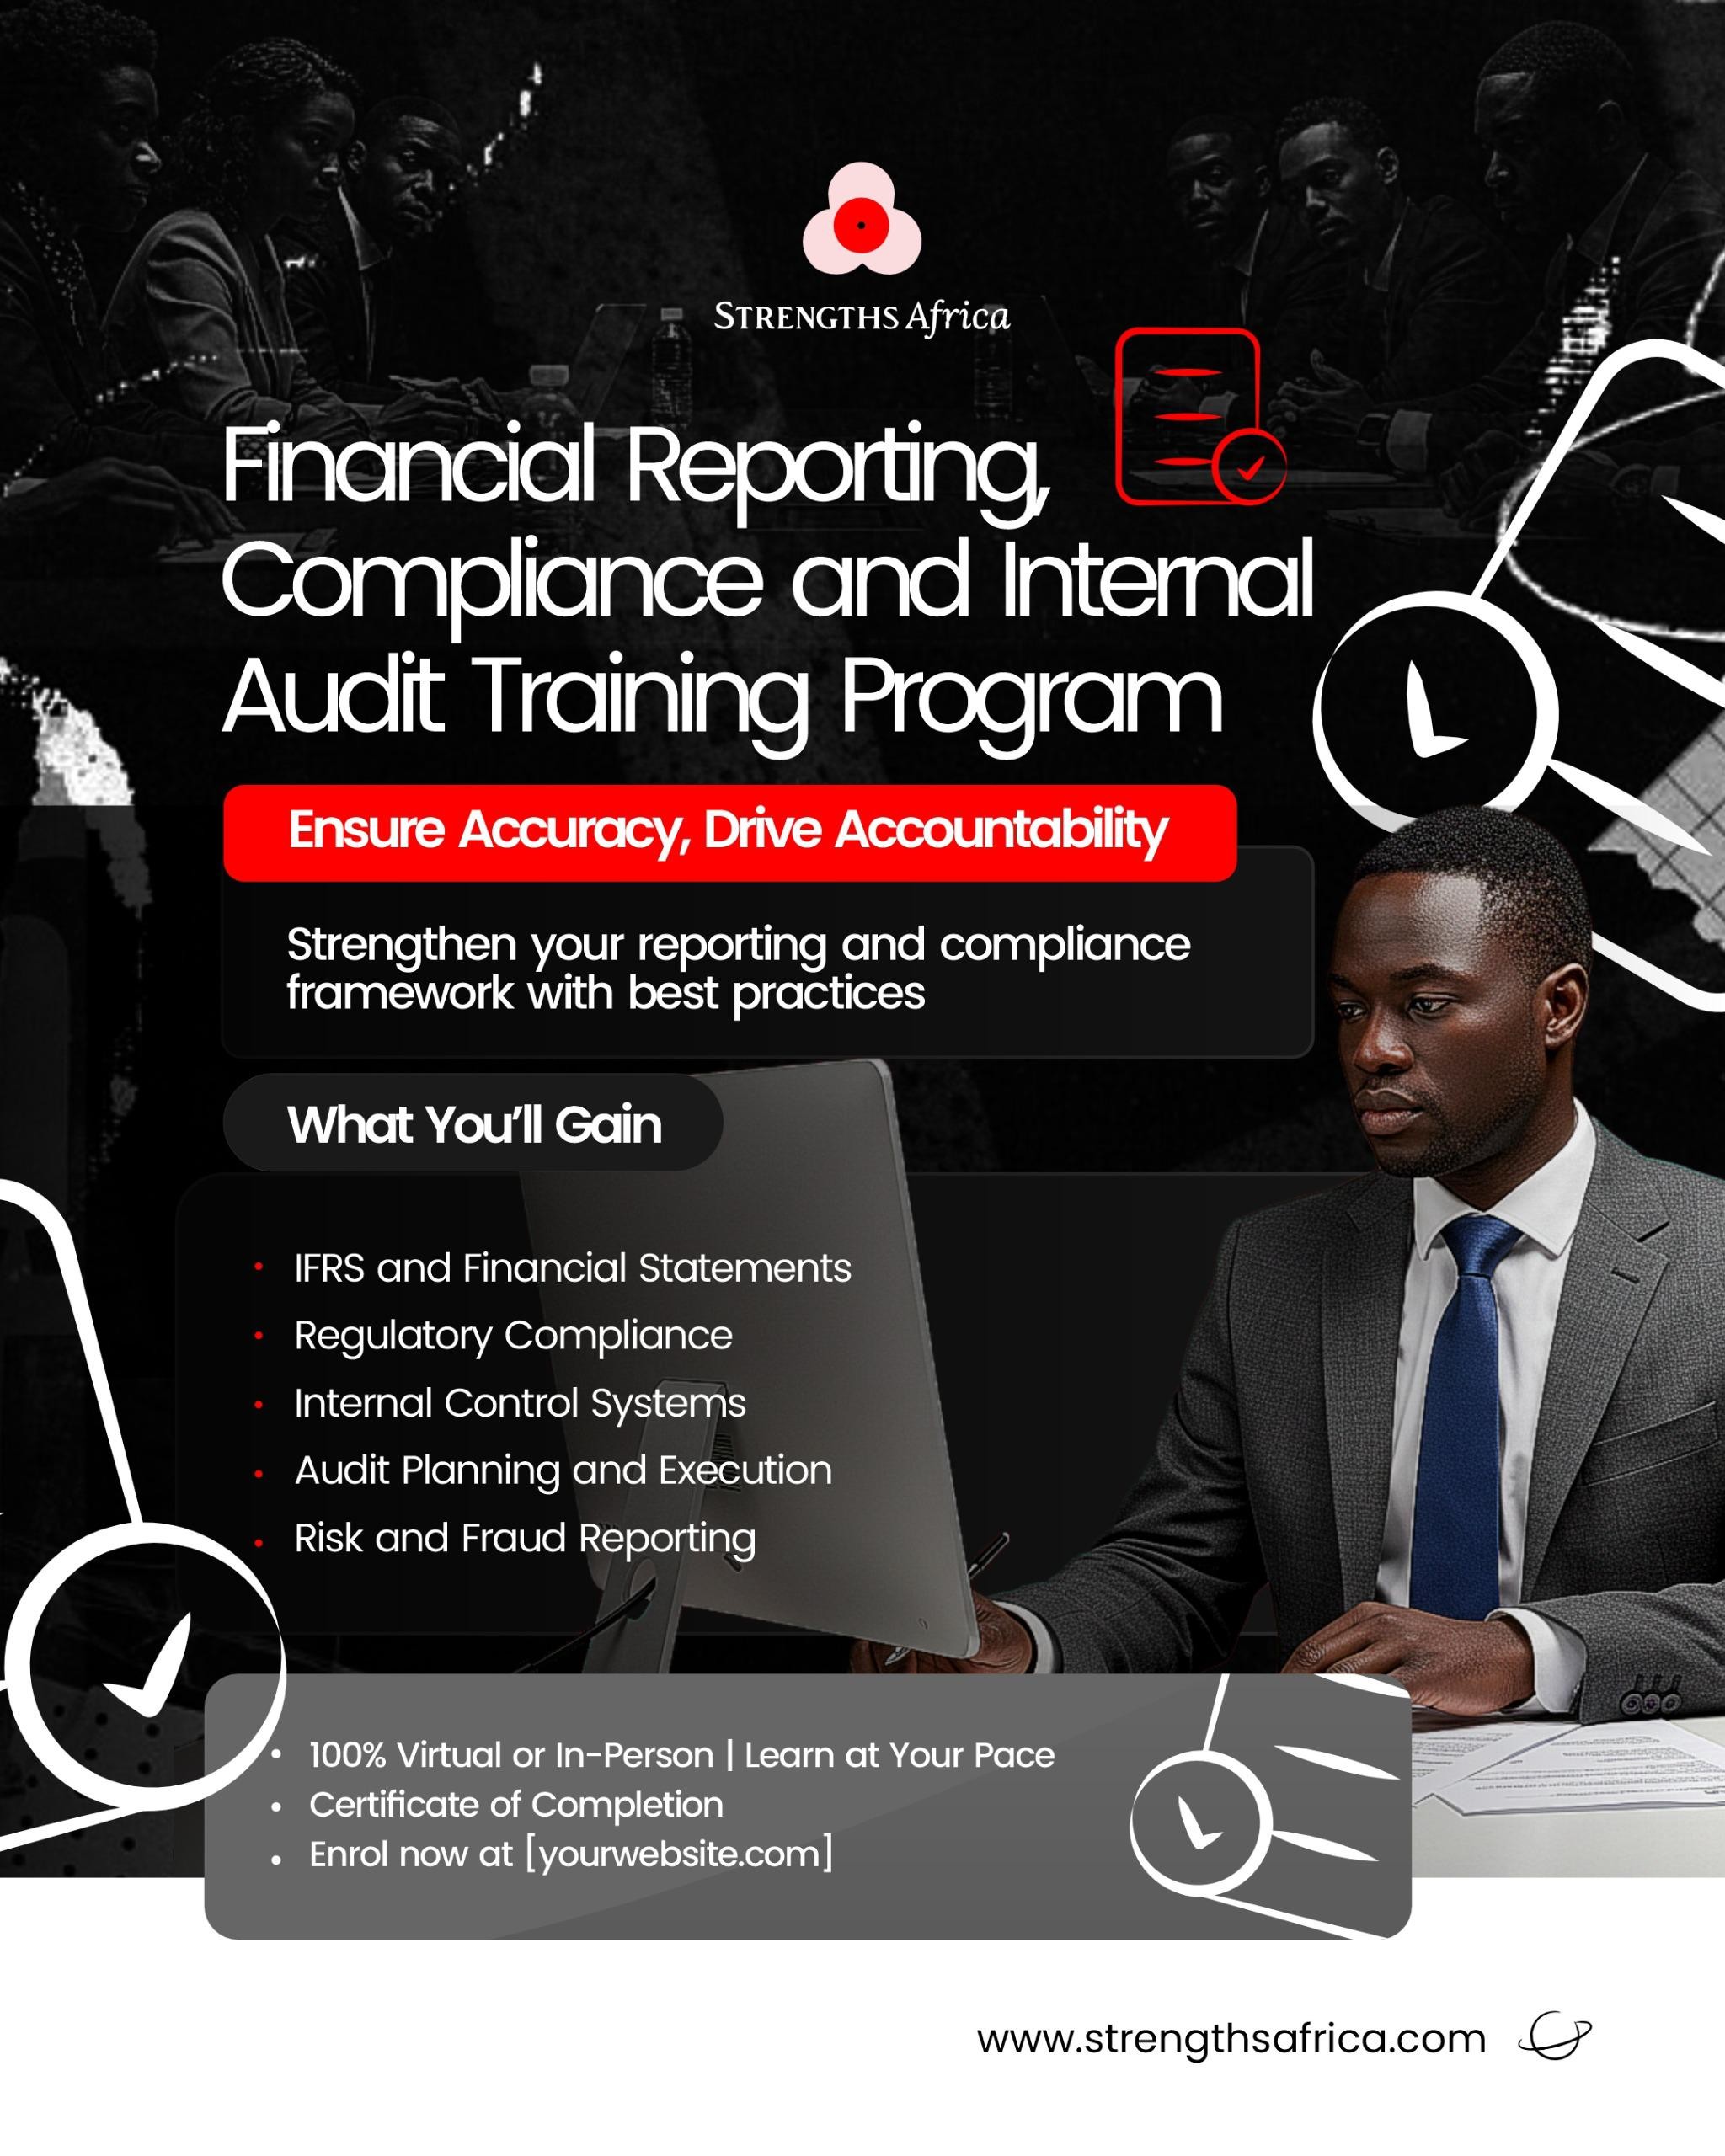 STRENGTHS Africa
Financial Reporting,
Compliance and Internal
Audit Training Program
Ensure Accuracy, Drive Accountability
Strengthen your reporting and compliance
framework with best practices
What You’ll Gain
• IFRS and Financial Statements
• Regulatory Compliance
• Internal Control Systems
• Audit Planning and Execution
• Risk and Fraud Reporting
• 100% Virtual or In-Person | Learn at Your Pace
• Certificate of Completion
• Enrol now at [yourwebsite.com]
www.strengthsafrica.com